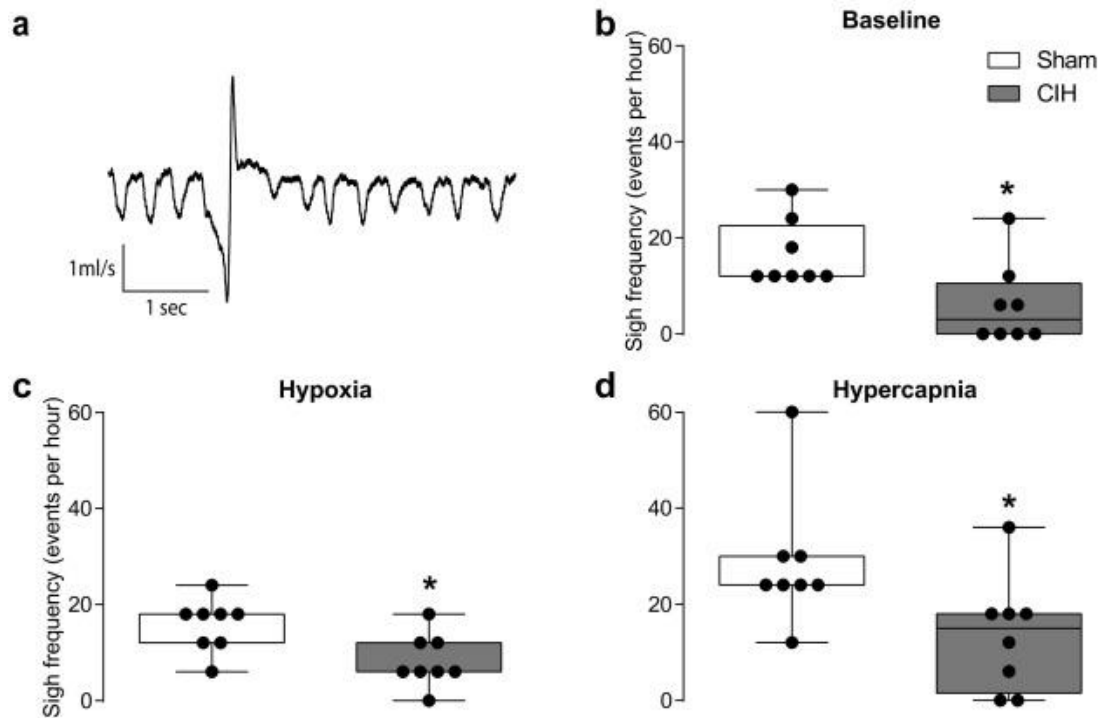 a
1ml/s
1 sec
b
Baseline
Sigh frequency (events per hour)
60
40
20
0
Sham
CIH
*
c
Hypoxia
Sigh frequency (events per hour)
60
40
20
0
*
d
Hypercapnia
60
40
20
0
*